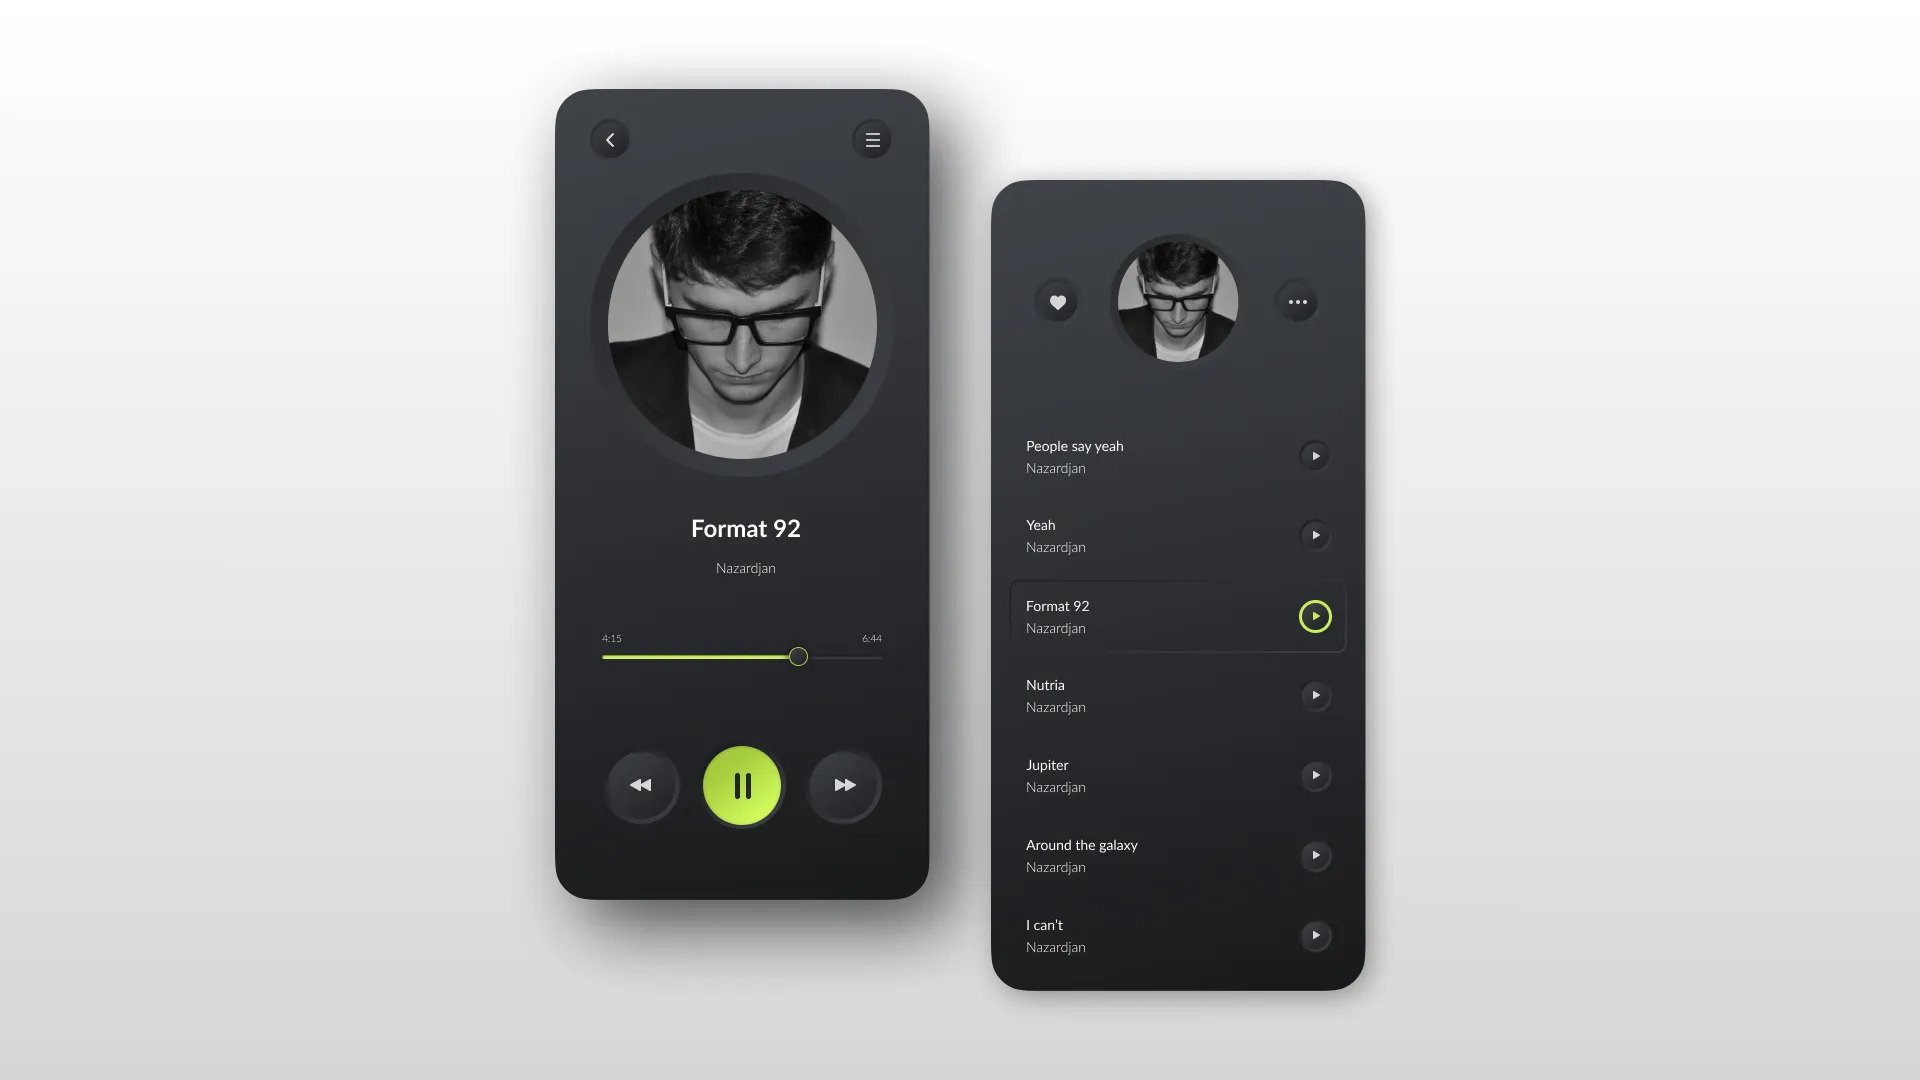 Format 92
Nazardjan
4:15 6:44
People say yeah
Nazardjan
Yeah
Nazardjan
Format 92
Nazardjan
Nutria
Nazardjan
Jupiter
Nazardjan
Around the galaxy
Nazardjan
I can't
Nazardjan